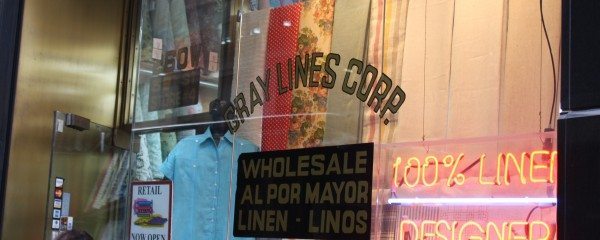 GRAY LINES CORP.
WHOLESALE
AL POR MAYOR
LINEN - LINOS
100% LINEN
DESIGNER
RETAIL
NOW OPEN